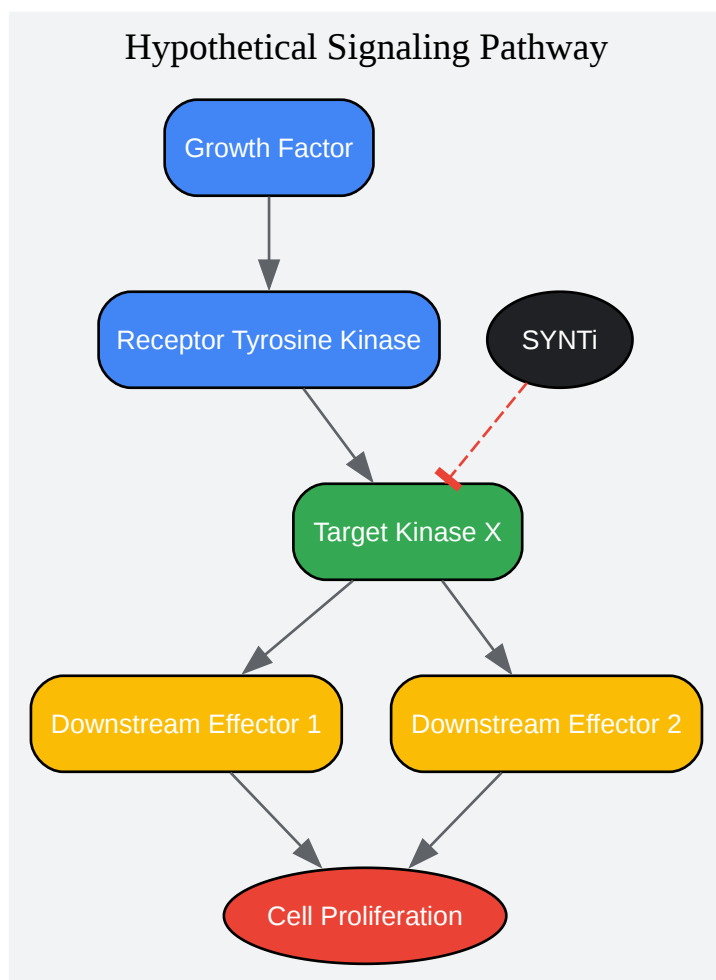 Hypothetical Signaling Pathway
Growth Factor
Receptor Tyrosine Kinase
SYNTi
Target Kinase X
Downstream Effector 1
Downstream Effector 2
Cell Proliferation